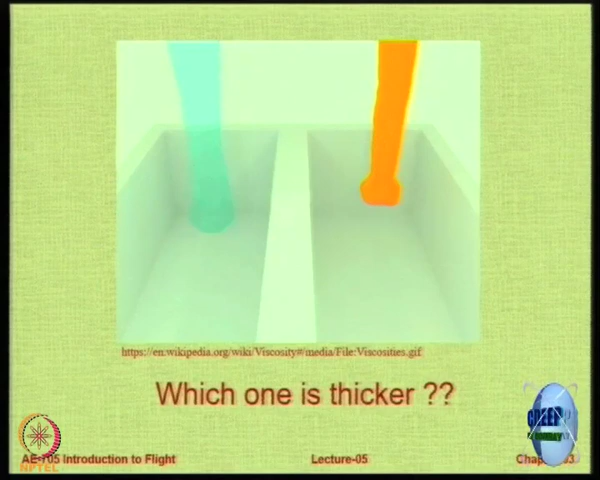 https://en.wikipedia.org/wiki/Viscosity#/media/File:Viscosities.gif
Which one is thicker ??
NPTEL
AE-705 Introduction to Flight
Lecture-05